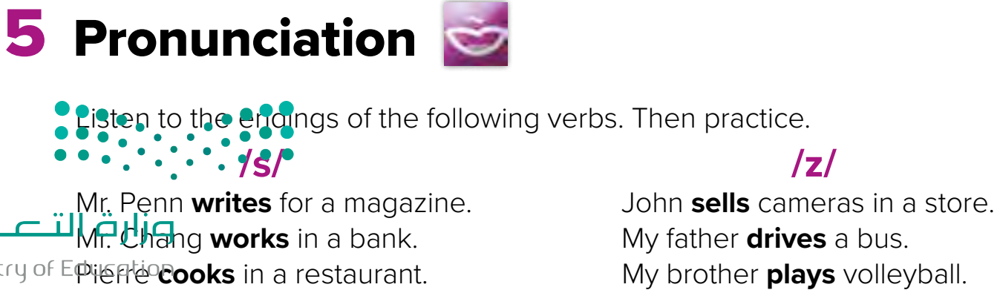 5 Pronunciation
Listen to the endings of the following verbs. Then practice.
/s/ /z/
Mr. Penn writes for a magazine. John sells cameras in a store.
وزارة التع
Mr. Chang works in a bank. My father drives a bus.
try of Education
Pierre cooks in a restaurant. My brother plays volleyball.